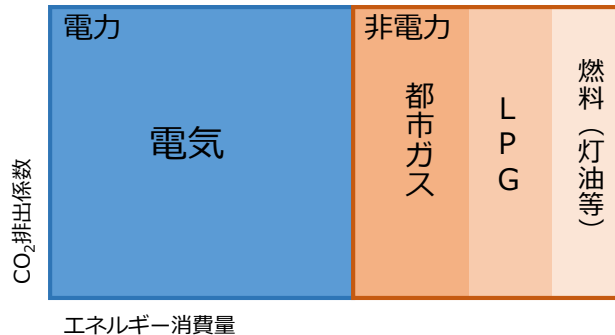 電力
非電力
電気
都市ガス
LPG
燃料（灯油等）
CO₂排出係数
エネルギー消費量